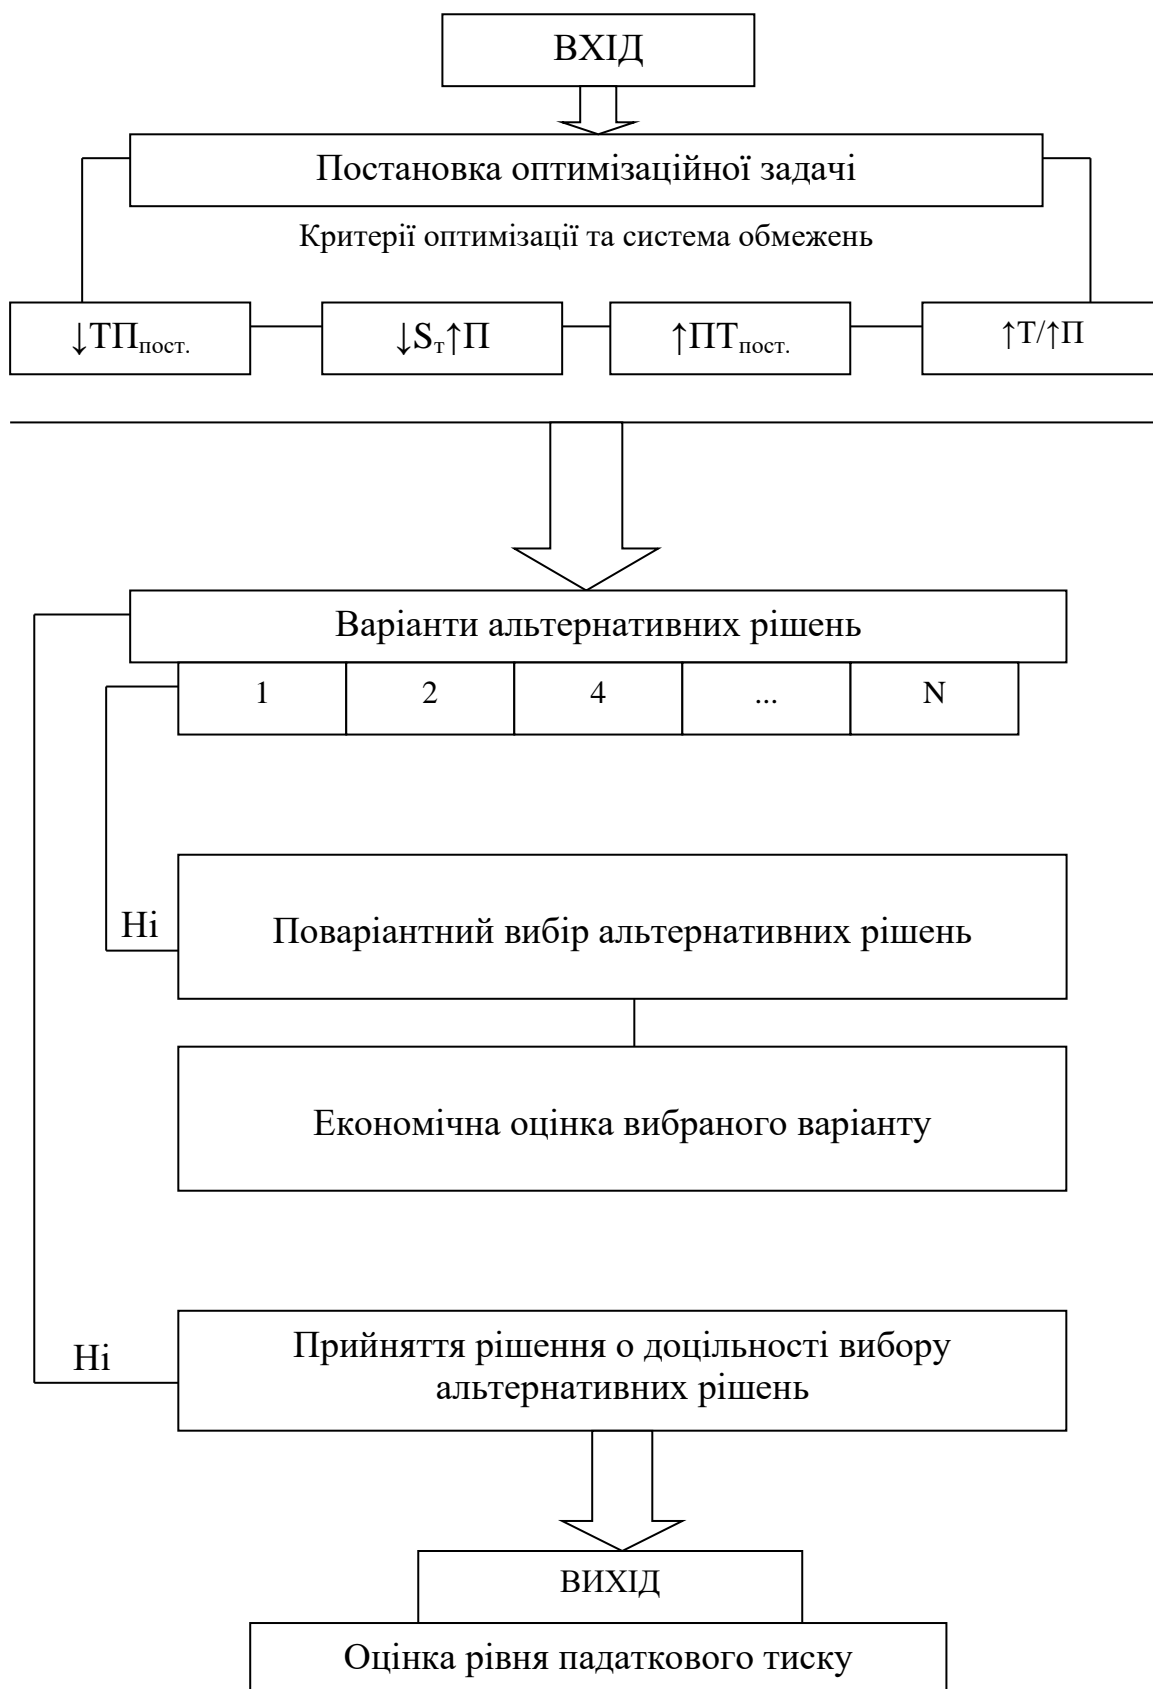 ВХІД
Постановка оптимізаційної задачі
Критерії оптимізації та система обмежень
↓ТПпост.
↓Sт↑П
↑ПТпост.
↑Т/↑П
Варіанти альтернативних рішень
1 2 4 ... N
Ні
Поваріантний вибір альтернативних рішень
Економічна оцінка вибраного варіанту
Ні
Прийняття рішення о доцільності вибору
альтернативних рішень
ВИХІД
Оцінка рівня падаткового тиску